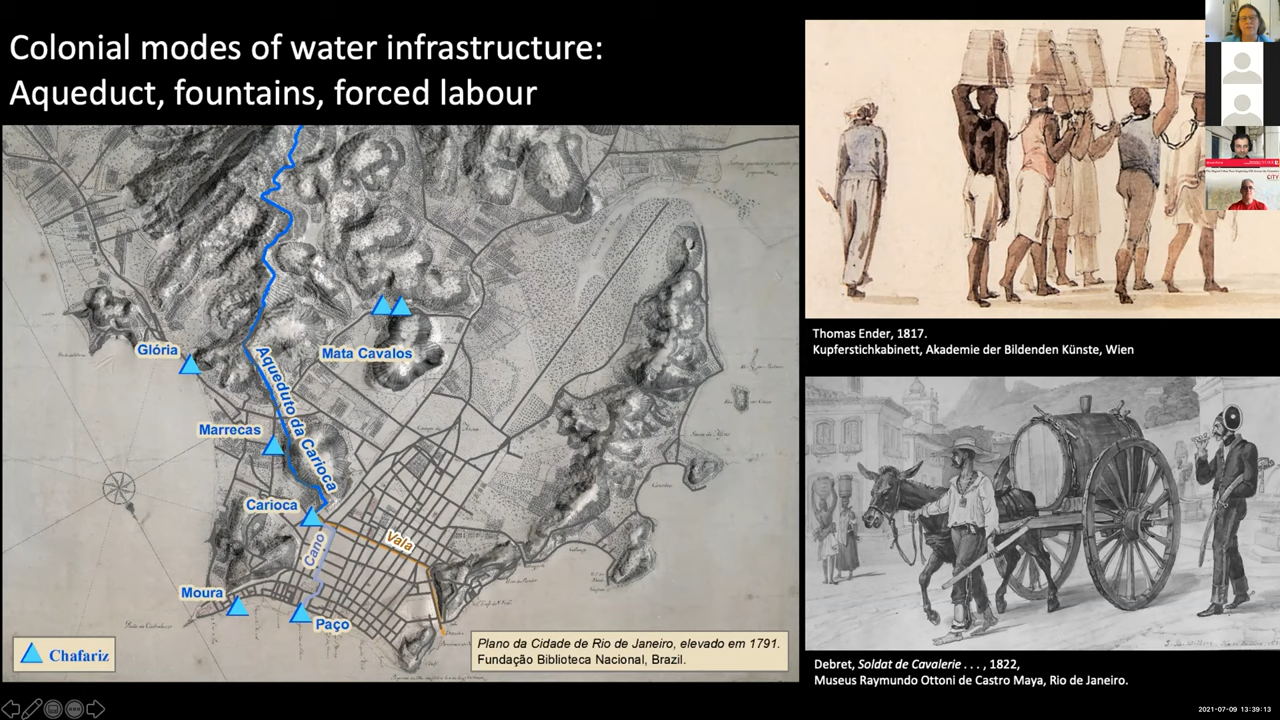 Colonial modes of water infrastructure:
Aqueduct, fountains, forced labour
Glória
Mata Cavalos
Aqueduto da Carioca
Marrecas
Carioca
Cano
Vala
Moura
Paço
Chafariz
Plano da Cidade de Rio de Janeiro, elevado em 1791.
Fundação Biblioteca Nacional, Brazil.
Thomas Ender, 1817.
Kupferstichkabinett, Akademie der Bildenden Künste, Wien
Debret, Soldat de Cavalerie . . . , 1822,
Museus Raymundo Ottoni de Castro Maya, Rio de Janeiro.
CITY
2021-07-09 13:39:13